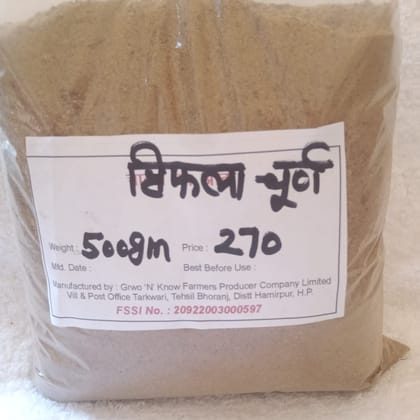 त्रिफला चूर्ण
Weight : 500gm Price : 270
Mfd. Date : Best Before Use :
Manufactured by : Grwo 'N' Know Farmers Producer Company Limited
Vill & Post Office Tarkwari, Tehsil Bhoranj, Distt Hamirpur, H.P.
FSSI No. : 20922003000597